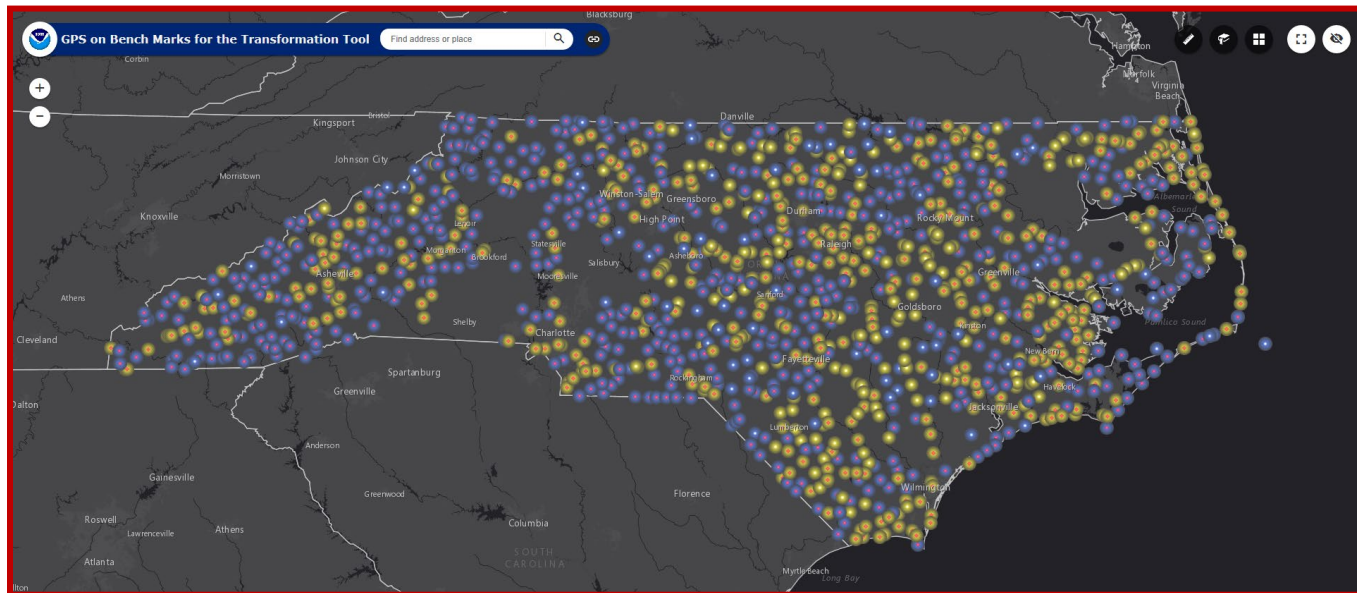 Blacksburg
GPS on Bench Marks for the Transformation Tool
Find address or place
Hampton
Corbin
Norfolk
Virginia
Beach
+
−
Bristol
Danville
Kingsport
Johnson City
Morristown
Winston-Salem
Greensboro
Albemarle
Sound
Knoxville
High Point
Durham
Rocky Mount
Lenoir
Raleigh
Statesville
Morganton
Brookford
Salisbury
Asheboro
Asheville
Mooresville
Greenville
Athens
Sanford
Goldsboro
Shelby
Charlotte
Kinston
Pamlico Sound
Cleveland
New Bern
Fayetteville
Spartanburg
Rockingham
Havelock
Greenville
Dalton
Jacksonville
Lumberton
Anderson
Gainesville
Wilmington
Greenwood
Florence
Roswell
Columbia
Lawrenceville
Athens
SOUTH
CAROLINA
Atlanta
Myrtle Beach
Long Bay